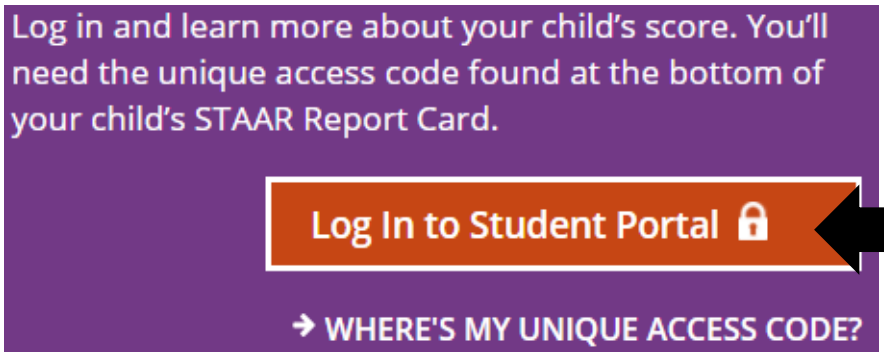 Log in and learn more about your child’s score. You’ll
need the unique access code found at the bottom of
your child’s STAAR Report Card.
Log In to Student Portal
WHERE'S MY UNIQUE ACCESS CODE?